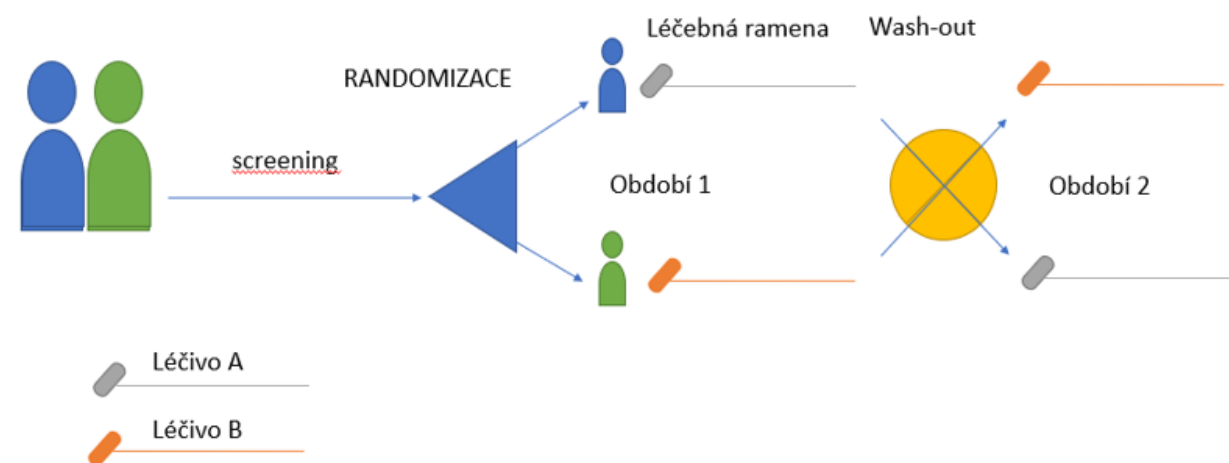 Léčebná ramena
Wash-out
RANDOMIZACE
screening
Období 1
Období 2
Léčivo A
Léčivo B